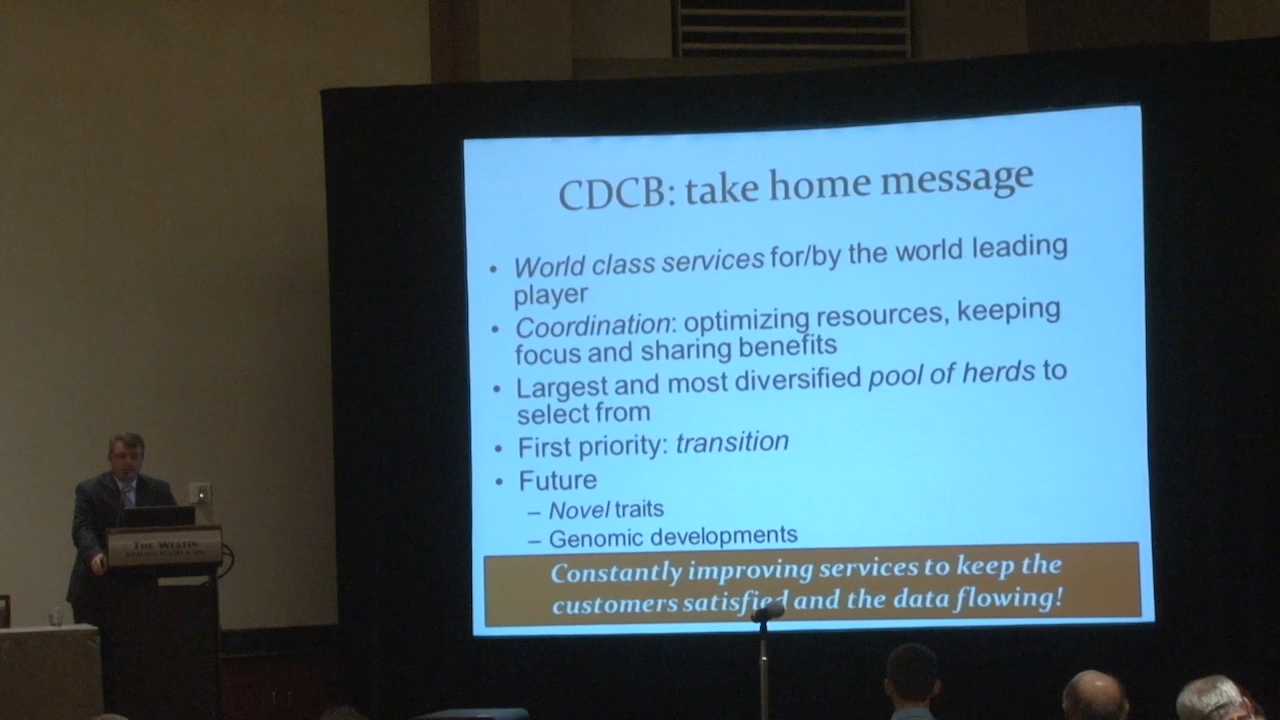 CDCB: take home message
• World class services for/by the world leading
player
• Coordination: optimizing resources, keeping
focus and sharing benefits
• Largest and most diversified pool of herds to
select from
• First priority: transition
• Future
– Novel traits
– Genomic developments
Constantly improving services to keep the
customers satisfied and the data flowing!
THE WESTIN